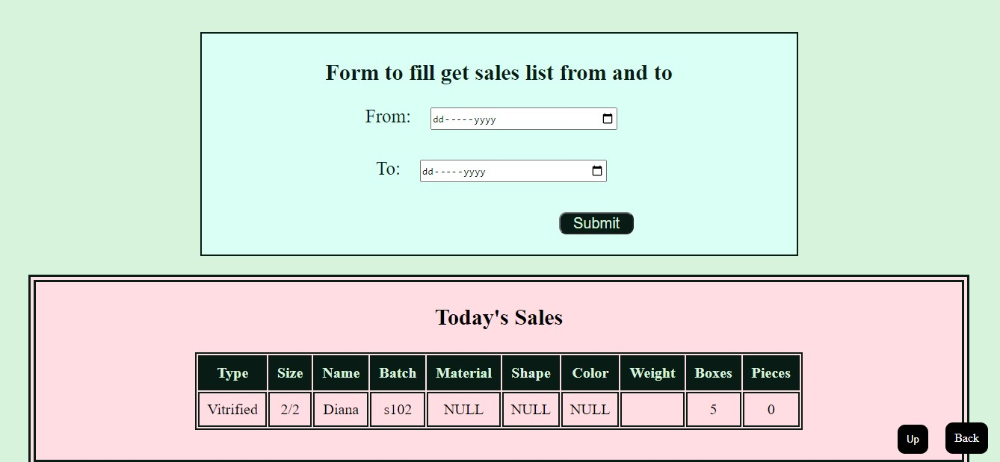 Form to fill get sales list from and to
From: dd-----yyyy
To: dd-----yyyy
Submit
Today's Sales
Type Size Name Batch Material Shape Color Weight Boxes Pieces
Vitrified 2/2 Diana s102 NULL NULL NULL 5 0
Up Back